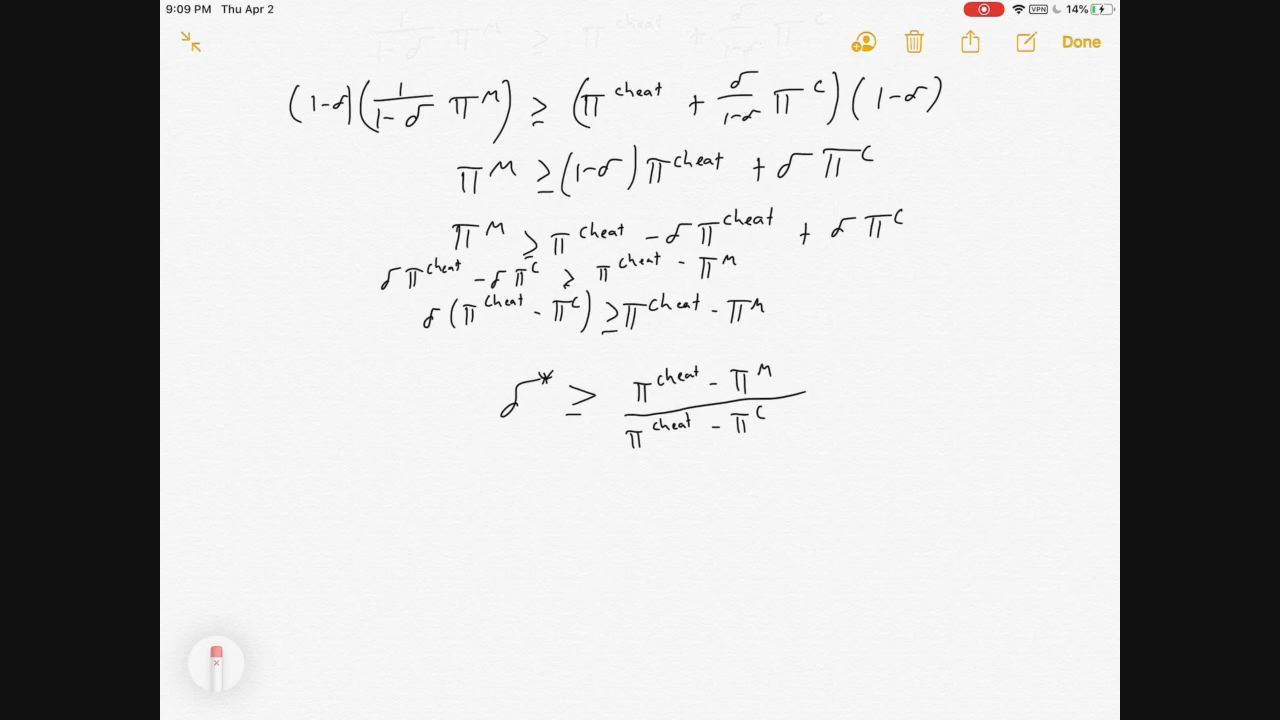 9:09 PM Thu Apr 2 VPN 14%
Done
(1-δ)(1/(1-δ) π^M) ≥ (π^cheat + δ/(1-δ) π^C)(1-δ)
π^M ≥ (1-δ)π^cheat + δπ^C
π^M ≥ π^cheat - δπ^cheat + δπ^C
δπ^cheat - δπ^C ≥ π^cheat - π^M
δ(π^cheat - π^C) ≥ π^cheat - π^M
δ* ≥ (π^cheat - π^M)/(π^cheat - π^C)